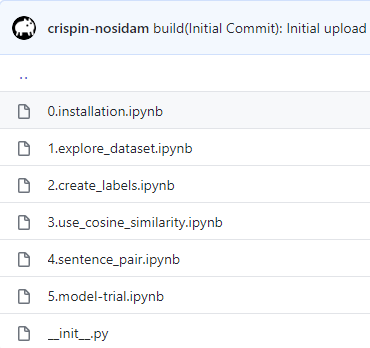 crispin-nosidam build(Initial Commit): Initial upload
..
0.installation.ipynb
1.explore_dataset.ipynb
2.create_labels.ipynb
3.use_cosine_similarity.ipynb
4.sentence_pair.ipynb
5.model-trial.ipynb
__init__.py